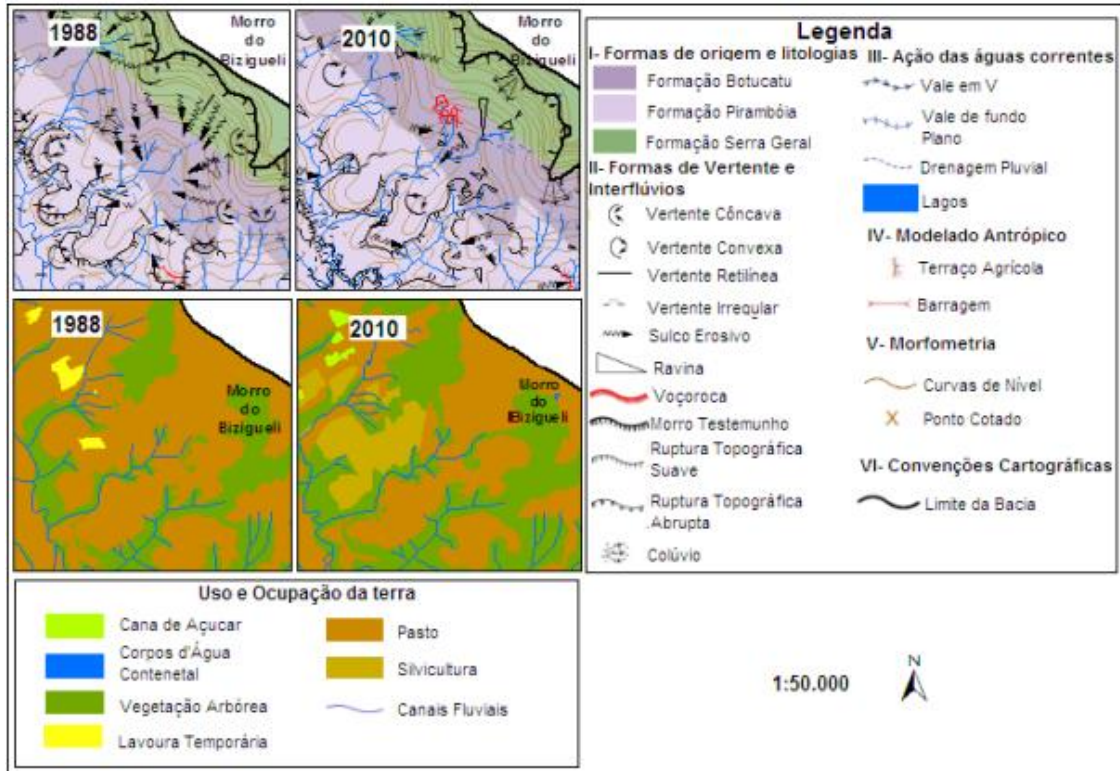 1988
Morro
do
Bizigueli
2010
Morro
do
Bizigueli
1988
Morro
do
Bizigueli
2010
Morro
do
Bizigueli
Legenda
I- Formas de origem e litologias
Formação Botucatu
Formação Pirambóia
Formação Serra Geral
II- Formas de Vertente e
Interflúvios
Vertente Côncava
Vertente Convexa
Vertente Retilínea
Vertente Irregular
Sulco Erosivo
Ravina
Voçoroca
Morro Testemunho
Ruptura Topográfica
Suave
Ruptura Topográfica
Abrupta
Colúvio
III- Ação das águas correntes
Vale em V
Vale de fundo
Plano
Drenagem Pluvial
Lagos
IV- Modelado Antrópico
Terraço Agrícola
Barragem
V- Morfometria
Curvas de Nível
Ponto Cotado
VI- Convenções Cartográficas
Limite da Bacia
Uso e Ocupação da terra
Cana de Açucar
Corpos d'Água
Contenetal
Vegetação Arbórea
Lavoura Temporária
Pasto
Silvicultura
Canais Fluviais
1:50.000
N